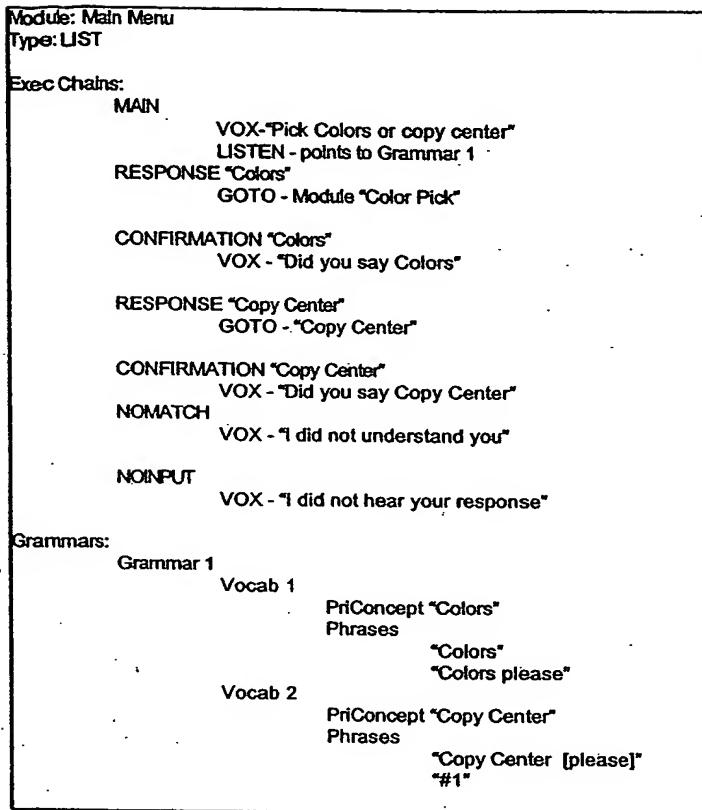 Module: Main Menu
Type: LIST
Exec Chains:
MAIN
VOX-"Pick Colors or copy center"
LISTEN - points to Grammar 1
RESPONSE "Colors"
GOTO - Module "Color Pick"
CONFIRMATION "Colors"
VOX - "Did you say Colors"
RESPONSE "Copy Center"
GOTO - "Copy Center"
CONFIRMATION "Copy Center"
VOX - "Did you say Copy Center"
NOMATCH
VOX - "I did not understand you"
NOINPUT
VOX - "I did not hear your response"
Grammars:
Grammar 1
Vocab 1
PriConcept "Colors"
Phrases
"Colors"
"Colors please"
Vocab 2
PriConcept "Copy Center"
Phrases
"Copy Center [please]"
"#1"